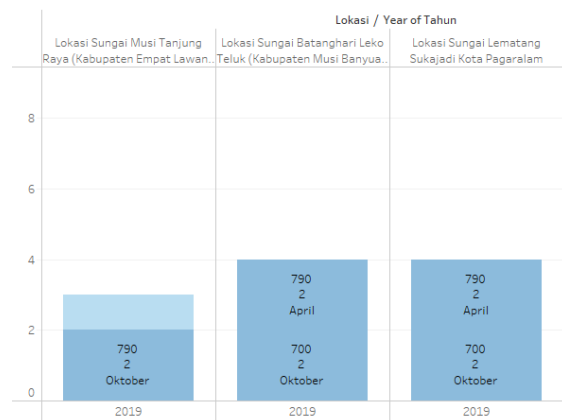 Lokasi / Year of Tahun
Lokasi Sungai Musi Tanjung
Raya (Kabupaten Empat Lawan..
Lokasi Sungai Batanghari Leko
Teluk (Kabupaten Musi Banyua..
Lokasi Sungai Lematang
Sukajadi Kota Pagaralam
8
6
4
2
0
790
2
Oktober
790
2
April
700
2
Oktober
790
2
April
700
2
Oktober
2019
2019
2019